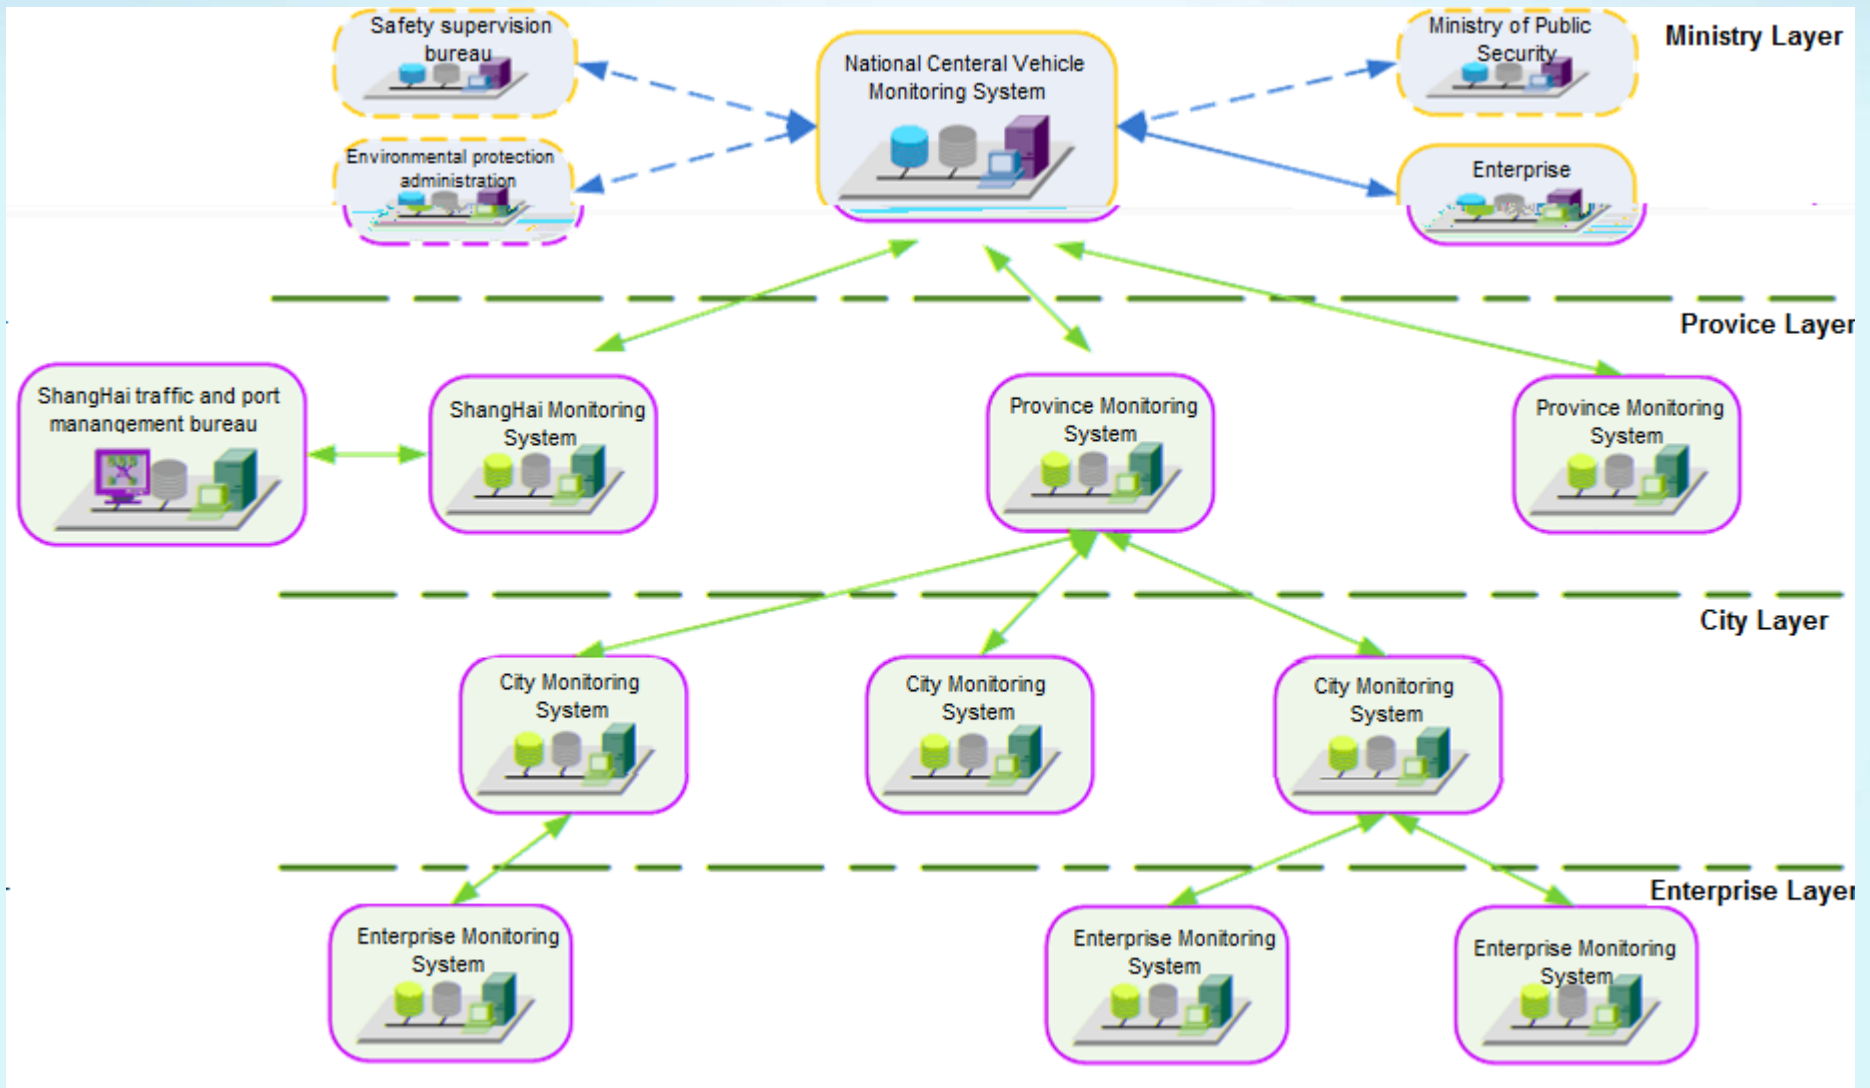 Safety supervision
bureau
National Centeral Vehicle
Monitoring System
Ministry of Public
Security
Ministry Layer
Environmental protection
administration
Enterprise
Provice Layer
ShangHai traffic and port
manangement bureau
ShangHai Monitoring
System
Province Monitoring
System
Province Monitoring
System
City Layer
City Monitoring
System
City Monitoring
System
City Monitoring
System
Enterprise Layer
Enterprise Monitoring
System
Enterprise Monitoring
System
Enterprise Monitoring
System